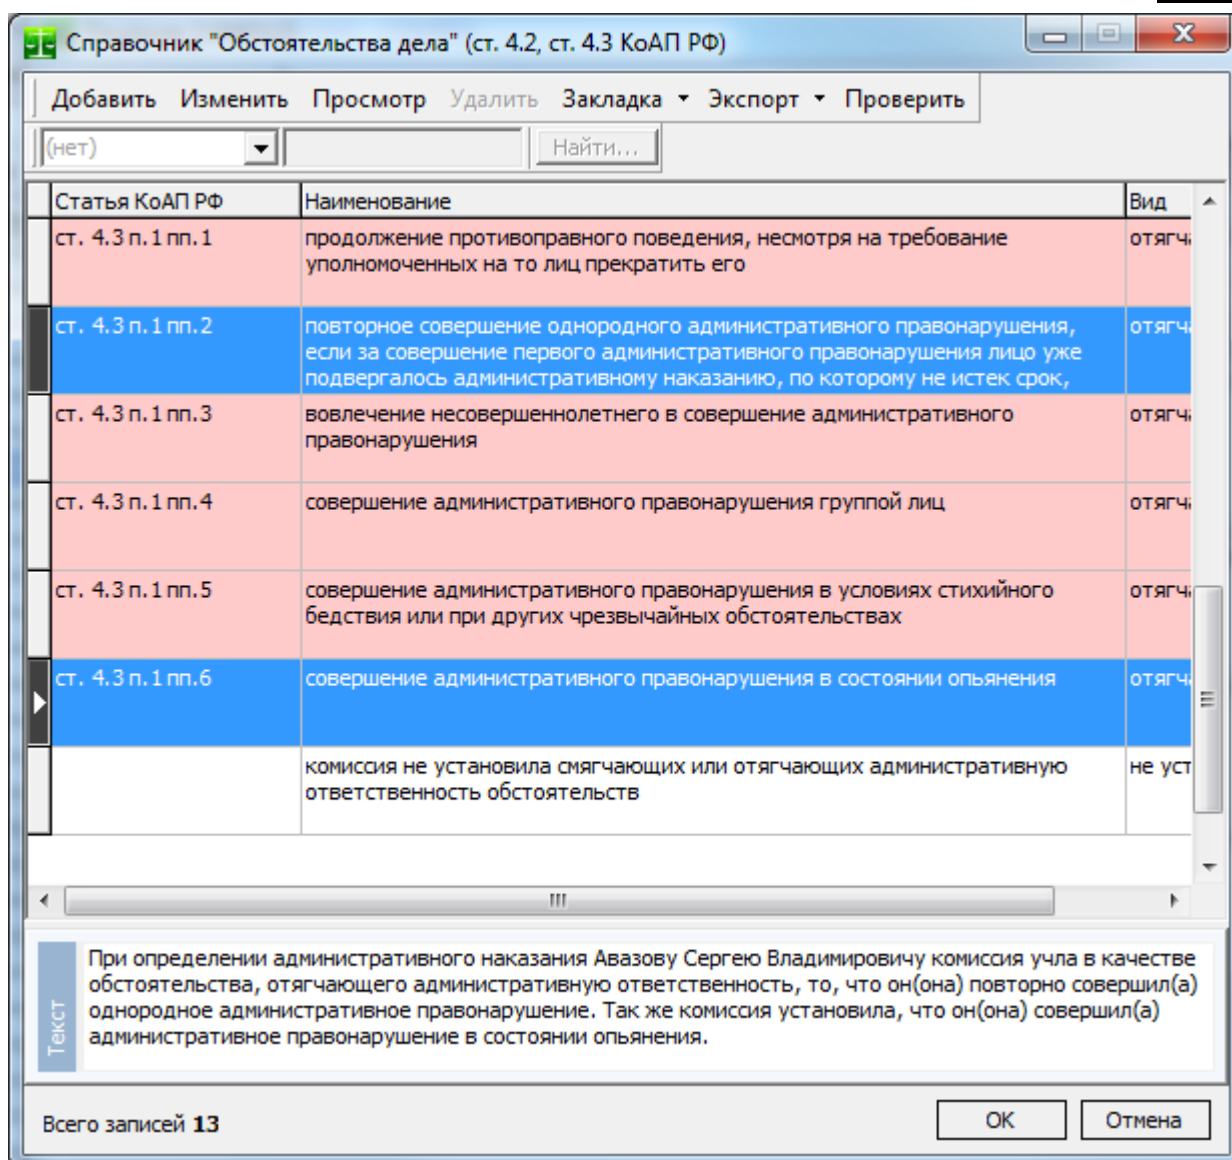 Справочник "Обстоятельства дела" (ст. 4.2, ст. 4.3 КоАП РФ)
Добавить Изменить Просмотр Удалить Закладка Экспорт Проверить
(нет) Найти...
Статья КоАП РФ Наименование Вид
ст. 4.3 п.1 пп.1 продолжение противоправного поведения, несмотря на требование отягча
уполномоченных на то лиц прекратить его
ст. 4.3 п.1 пп.2 повторное совершение однородного административного правонарушения, отягча
если за совершение первого административного правонарушения лицо уже
подвергалось административному наказанию, по которому не истек срок,
ст. 4.3 п.1 пп.3 вовлечение несовершеннолетнего в совершение административного отягча
правонарушения
ст. 4.3 п.1 пп.4 совершение административного правонарушения группой лиц отягча
ст. 4.3 п.1 пп.5 совершение административного правонарушения в условиях стихийного отягча
бедствия или при других чрезвычайных обстоятельствах
ст. 4.3 п.1 пп.6 совершение административного правонарушения в состоянии опьянения отягча
комиссия не установила смягчающих или отягчающих административную не уст
ответственность обстоятельств
Текст
При определении административного наказания Авазову Сергею Владимировичу комиссия учла в качестве
обстоятельства, отягчающего административную ответственность, то, что он(она) повторно совершил(а)
однородное административное правонарушение. Так же комиссия установила, что он(она) совершил(а)
административное правонарушение в состоянии опьянения.
Всего записей 13 ОК Отмена